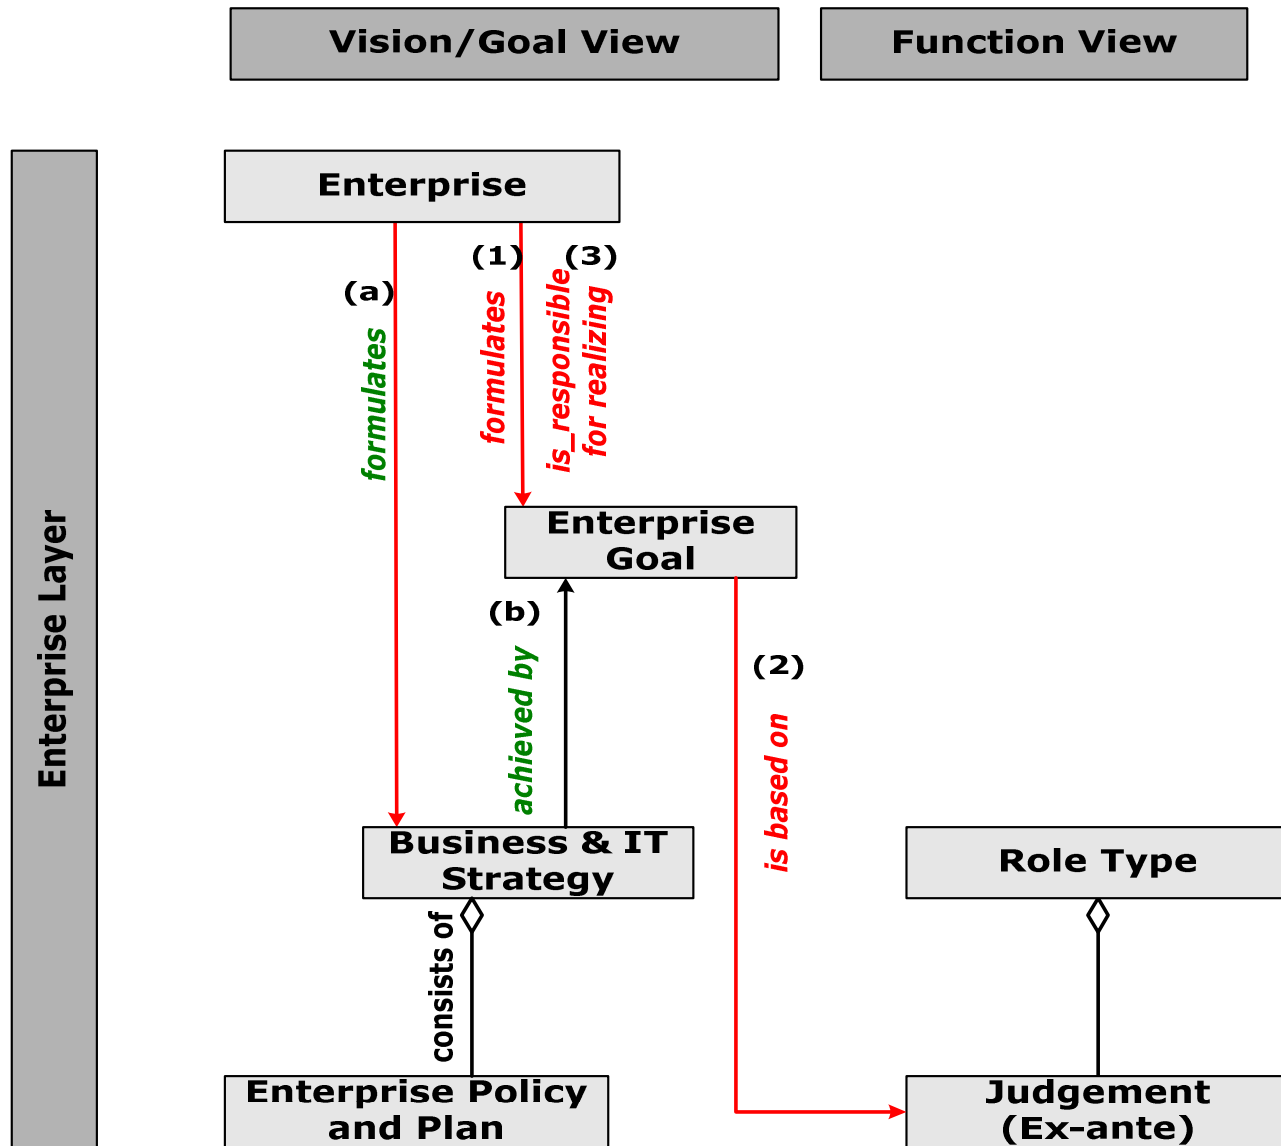 Vision/Goal View
Function View
Enterprise Layer
Enterprise
(a)
formulates
(1)
formulates
(3)
is_responsible
for realizing
Enterprise
Goal
(b)
achieved by
(2)
is based on
Business & IT
Strategy
Role Type
consists of
Enterprise Policy
and Plan
Judgement
(Ex-ante)